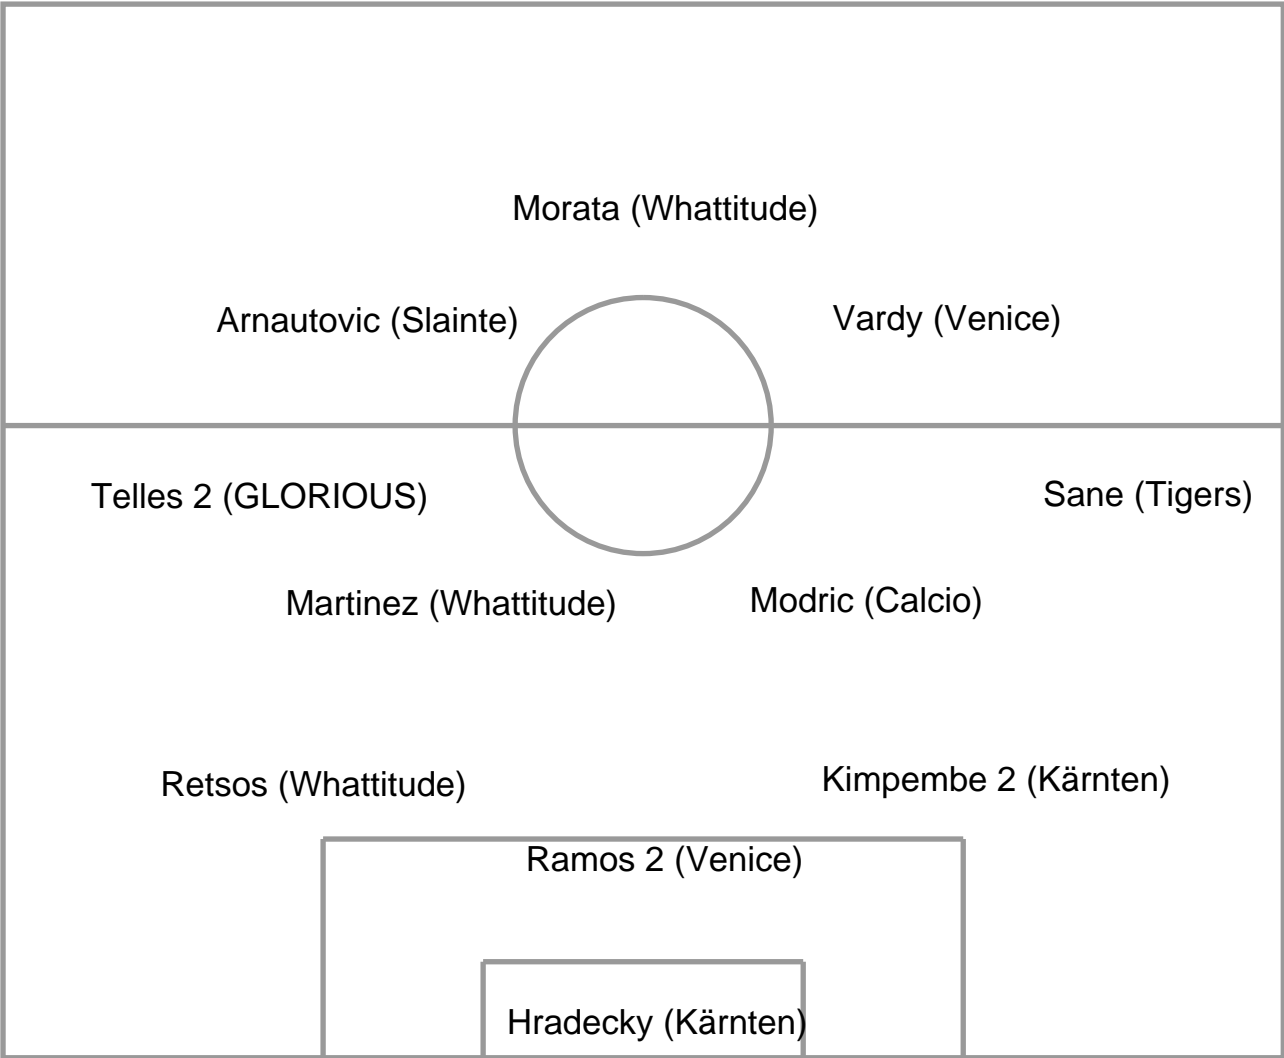 Morata (Whattitude)
Arnautovic (Slainte)
Vardy (Venice)
Telles 2 (GLORIOUS)
Sane (Tigers)
Martinez (Whattitude)
Modric (Calcio)
Retsos (Whattitude)
Kimpembe 2 (Kärnten)
Ramos 2 (Venice)
Hradecky (Kärnten)